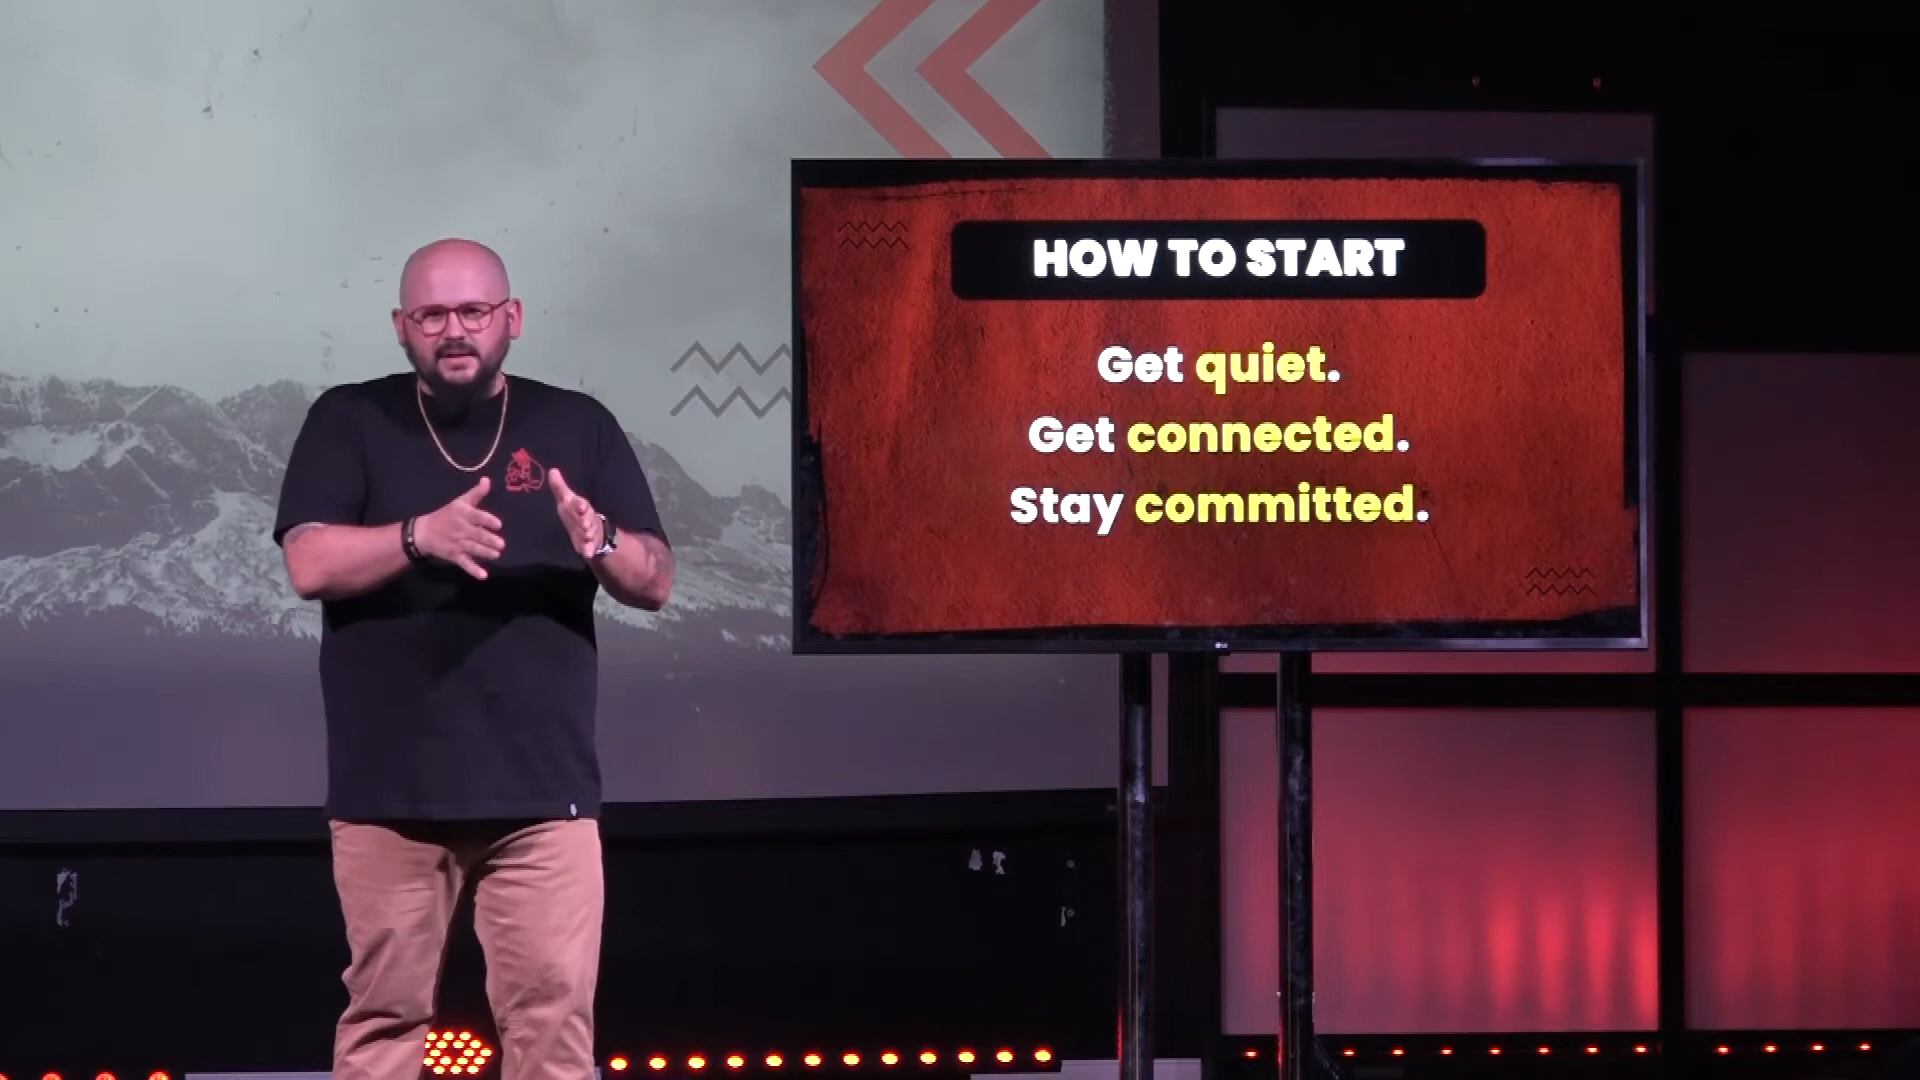 HOW TO START
Get quiet.
Get connected.
Stay committed.